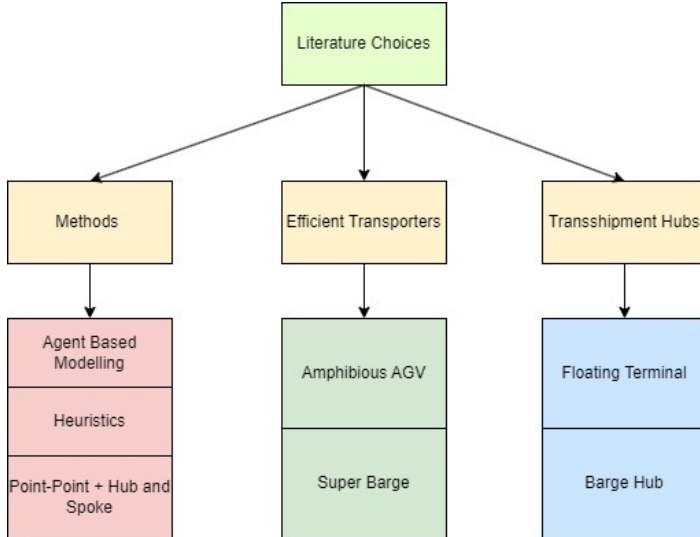 Literature Choices
Methods
Efficient Transporters
Transshipment Hubs
Agent Based
Modelling
Heuristics
Point-Point + Hub and
Spoke
Amphibious AGV
Super Barge
Floating Terminal
Barge Hub